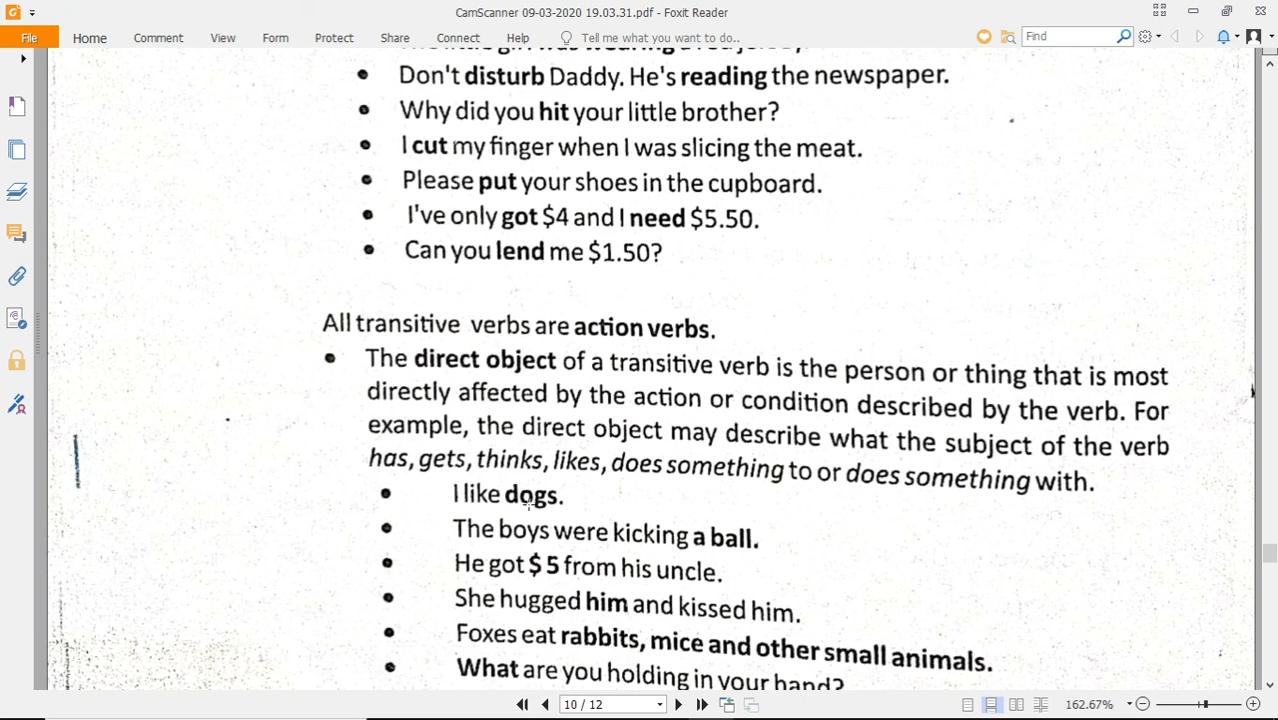 CamScanner 09-03-2020 19.03.31.pdf - Foxit Reader
File Home Comment View Form Protect Share Connect Help Tell me what you want to do.. Find
Don't disturb Daddy. He's reading the newspaper.
Why did you hit your little brother?
I cut my finger when I was slicing the meat.
Please put your shoes in the cupboard.
I've only got $4 and I need $5.50.
Can you lend me $1.50?
All transitive verbs are action verbs.
The direct object of a transitive verb is the person or thing that is most
directly affected by the action or condition described by the verb. For
example, the direct object may describe what the subject of the verb
has, gets, thinks, likes, does something to or does something with.
I like dogs.
The boys were kicking a ball.
He got $ 5 from his uncle.
She hugged him and kissed him.
Foxes eat rabbits, mice and other small animals.
What are you holding in your hand?
10 / 12 162.67%